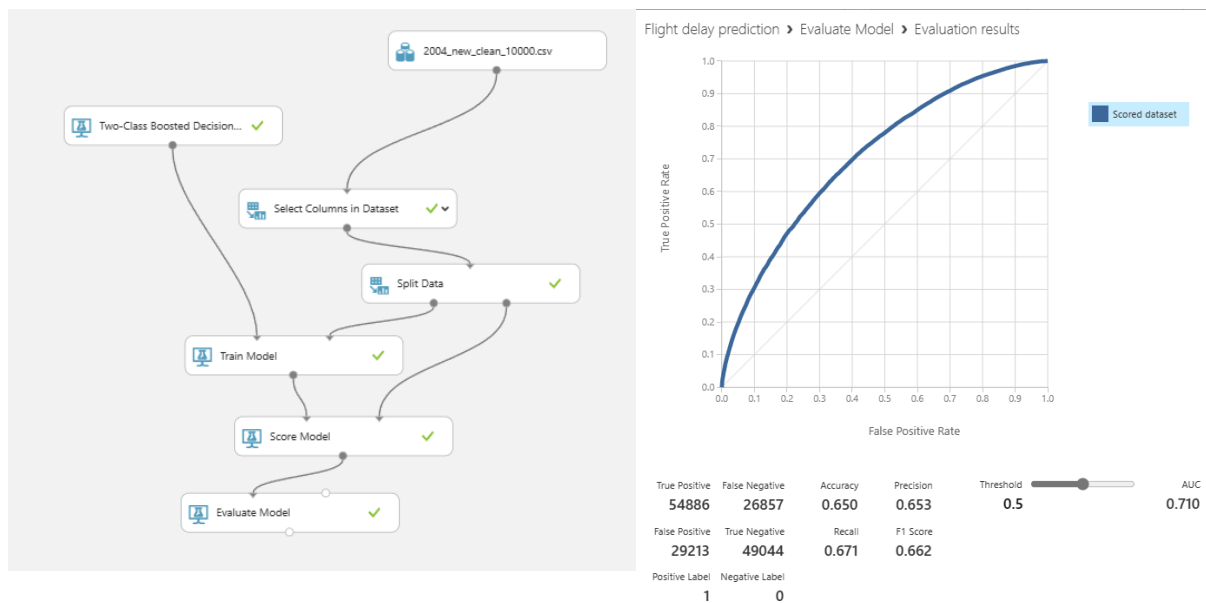 2004_new_clean_10000.csv
Two-Class Boosted Decision...
Select Columns in Dataset
Split Data
Train Model
Score Model
Evaluate Model
Flight delay prediction › Evaluate Model › Evaluation results
1.0
0.9
0.8
0.7
0.6
0.5
0.4
0.3
0.2
0.1
0.0
True Positive Rate
0.0 0.1 0.2 0.3 0.4 0.5 0.6 0.7 0.8 0.9 1.0
False Positive Rate
Scored dataset
True Positive False Negative Accuracy Precision Threshold AUC
54886 26857 0.650 0.653 0.5 0.710
False Positive True Negative Recall F1 Score
29213 49044 0.671 0.662
Positive Label Negative Label
1 0